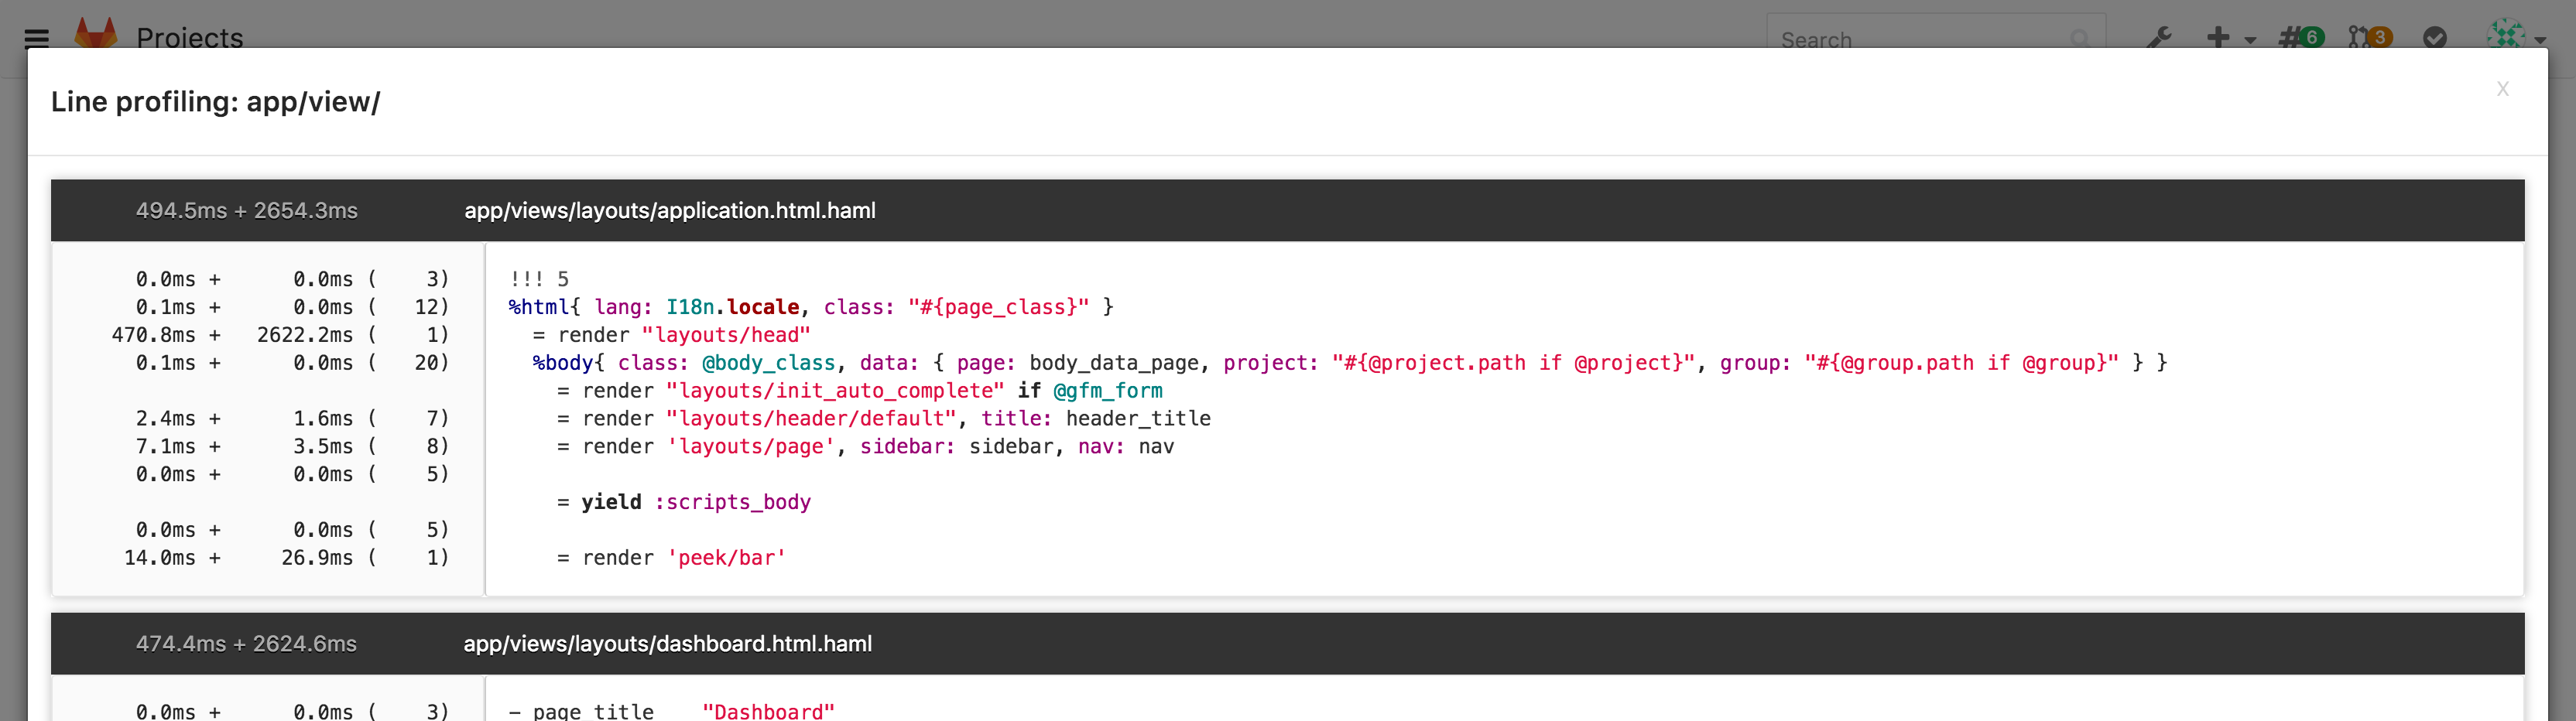 Projects Search 6 3
Line profiling: app/view/ x
494.5ms + 2654.3ms app/views/layouts/application.html.haml
0.0ms + 0.0ms ( 3) !!! 5
0.1ms + 0.0ms ( 12) %html{ lang: I18n.locale, class: "#{page_class}" }
470.8ms + 2622.2ms ( 1) = render "layouts/head"
0.1ms + 0.0ms ( 20) %body{ class: @body_class, data: { page: body_data_page, project: "#{@project.path if @project}", group: "#{@group.path if @group}" } }
= render "layouts/init_auto_complete" if @gfm_form
2.4ms + 1.6ms ( 7) = render "layouts/header/default", title: header_title
7.1ms + 3.5ms ( 8) = render 'layouts/page', sidebar: sidebar, nav: nav
0.0ms + 0.0ms ( 5)
= yield :scripts_body
0.0ms + 0.0ms ( 5)
14.0ms + 26.9ms ( 1) = render 'peek/bar'
474.4ms + 2624.6ms app/views/layouts/dashboard.html.haml
0.0ms + 0.0ms ( 3) - page_title "Dashboard"